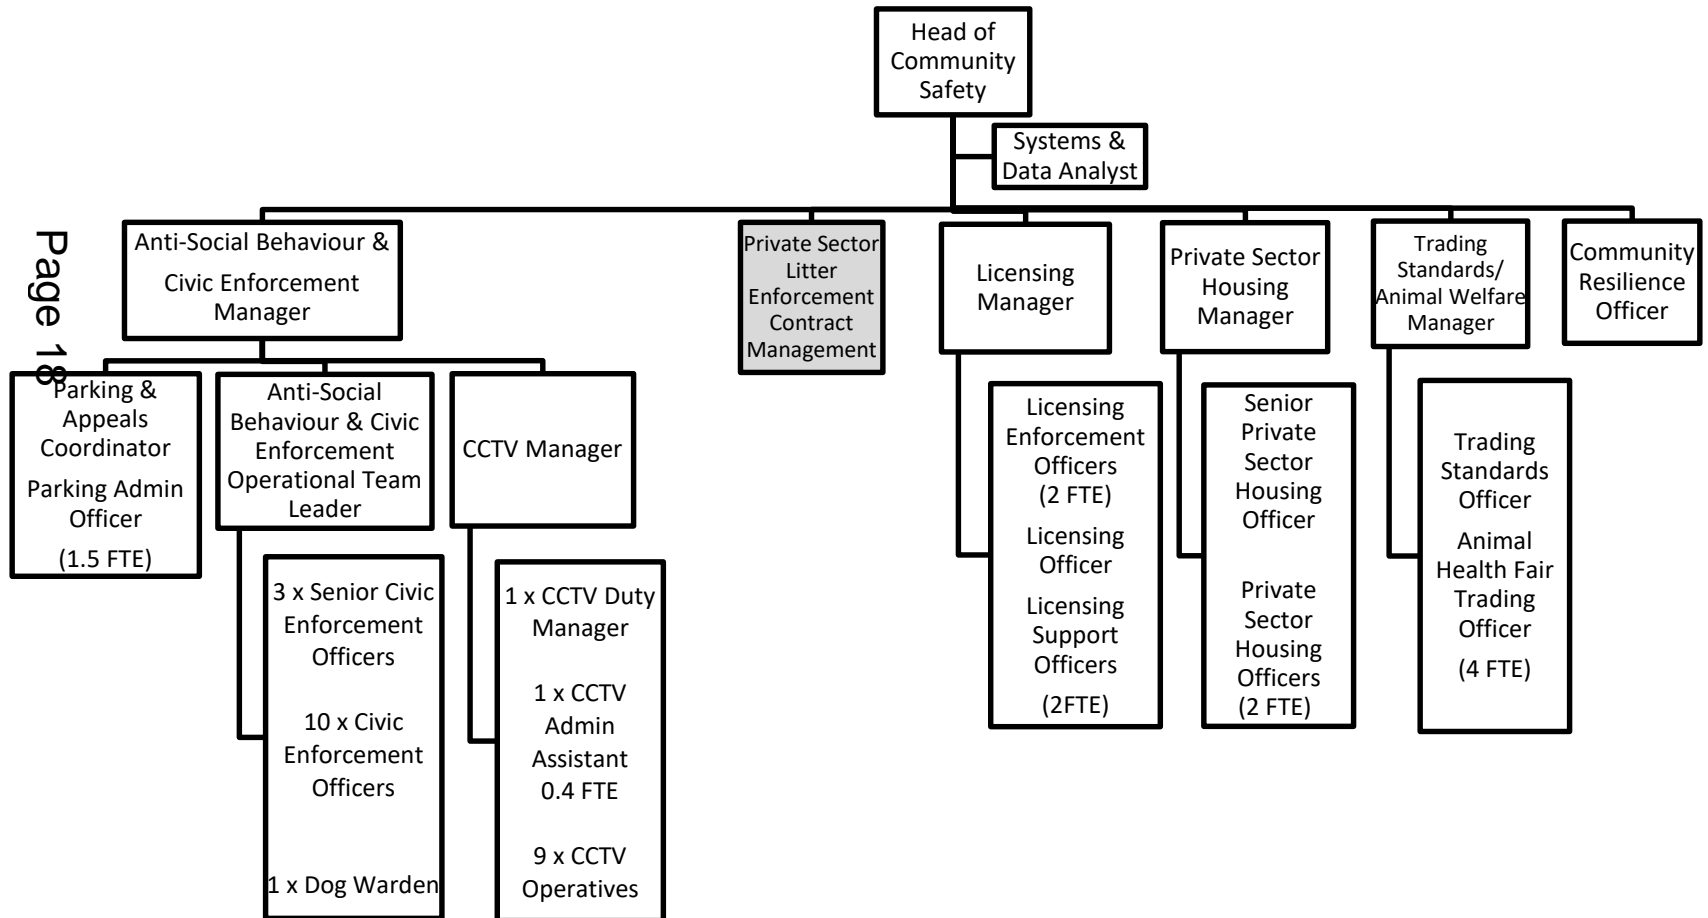 Head of
Community
Safety
Systems &
Data Analyst
Page 18
Anti-Social Behaviour &
Civic Enforcement
Manager
Private Sector
Litter
Enforcement
Contract
Management
Licensing
Manager
Private Sector
Housing
Manager
Trading
Standards/
Animal Welfare
Manager
Community
Resilience
Officer
Parking &
Appeals
Coordinator
Parking Admin
Officer
(1.5 FTE)
Anti-Social
Behaviour & Civic
Enforcement
Operational Team
Leader
CCTV Manager
3 x Senior Civic
Enforcement
Officers
10 x Civic
Enforcement
Officers
1 x Dog Warden
1 x CCTV Duty
Manager
1 x CCTV
Admin
Assistant
0.4 FTE
9 x CCTV
Operatives
Licensing
Enforcement
Officers
(2 FTE)
Licensing
Officer
Licensing
Support
Officers
(2FTE)
Senior
Private
Sector
Housing
Officer
Private
Sector
Housing
Officers
(2 FTE)
Trading
Standards
Officer
Animal
Health Fair
Trading
Officer
(4 FTE)